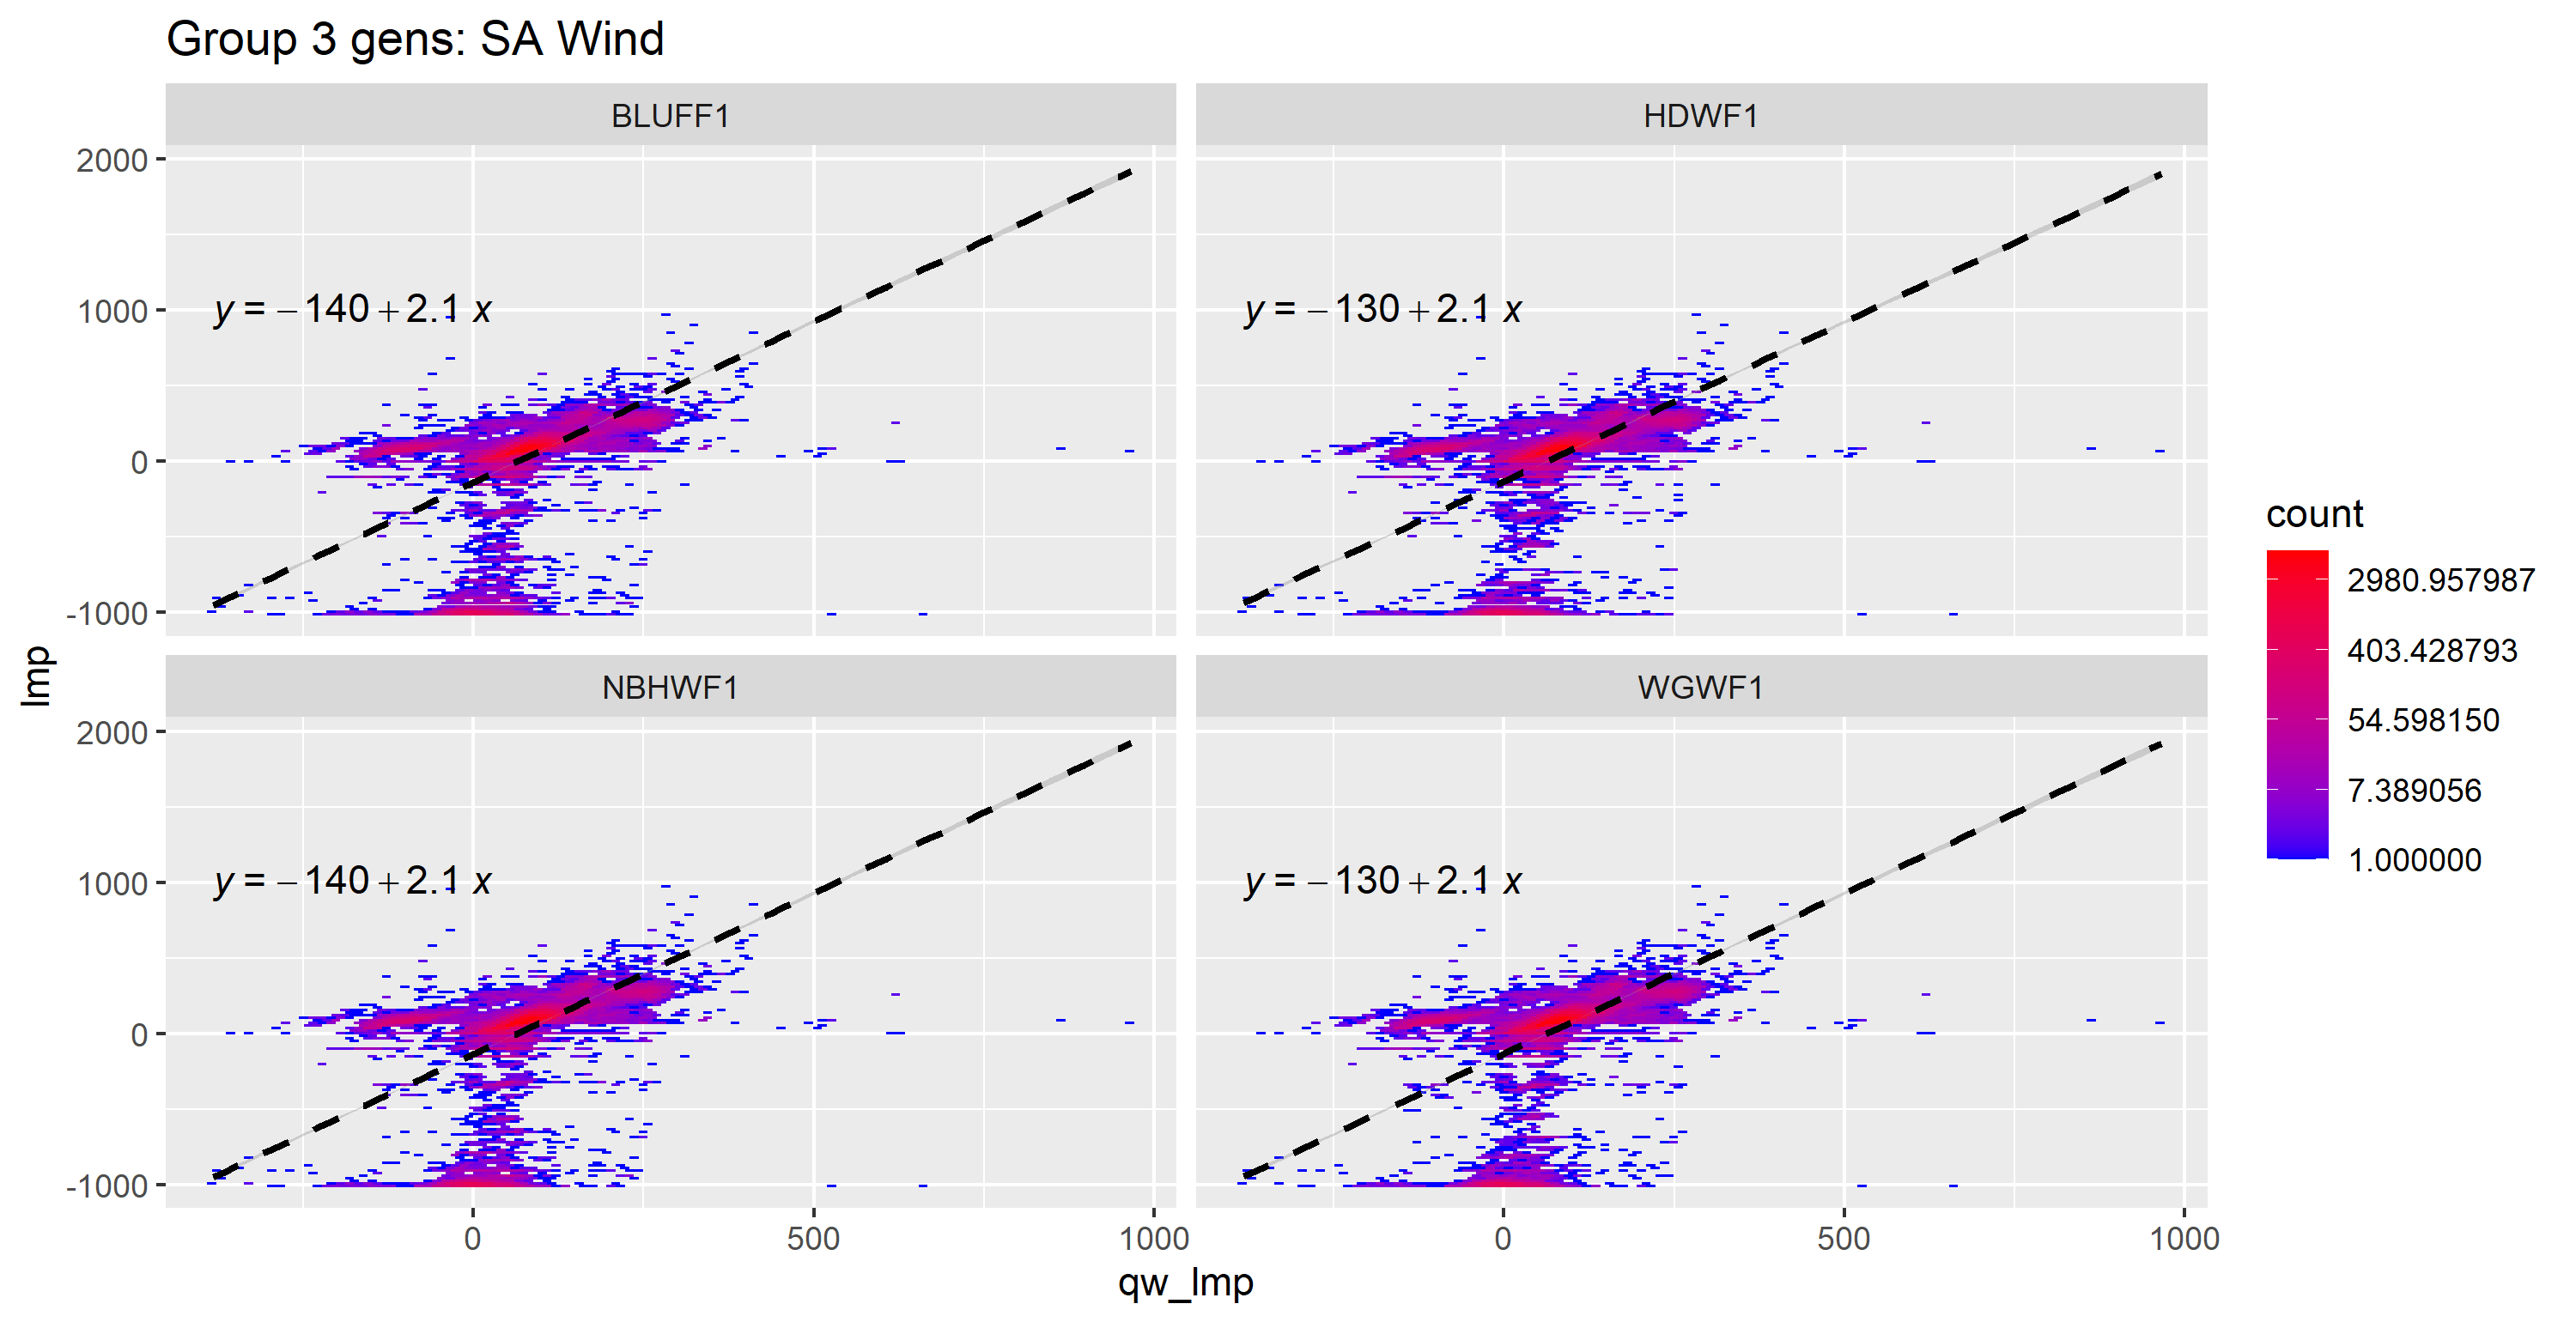 Group 3 gens: SA Wind
BLUFF1
HDWF1
2000
1000
0
-1000
y = −140 + 2.1 x
y = −130 + 2.1 x
NBHWF1
WGWF1
2000
1000
0
-1000
y = −140 + 2.1 x
y = −130 + 2.1 x
0 500 1000
0 500 1000
qw_lmp
lmp
count
2980.957987
403.428793
54.598150
7.389056
1.000000